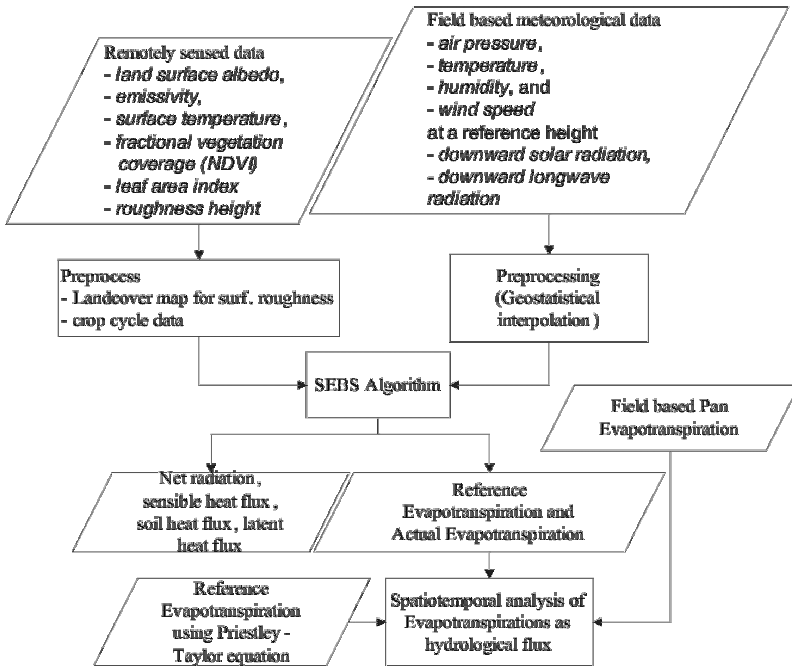 Remotely sensed data
- land surface albedo,
- emissivity,
- surface temperature,
- fractional vegetation
coverage (NDVI)
- leaf area index
- roughness height
Field based meteorological data
- air pressure,
- temperature,
- humidity, and
- wind speed
at a reference height
- downward solar radiation,
- downward longwave
radiation
Preprocess
- Landcover map for surf. roughness
- crop cycle data
Preprocessing
(Geostatistical
interpolation )
SEBS Algorithm
Field based Pan
Evapotranspiration
Net radiation ,
sensible heat flux ,
soil heat flux , latent
heat flux
Reference
Evapotranspiration and
Actual Evapotranspiration
Reference
Evapotranspiration
using Priestley -
Taylor equation
Spatiotemporal analysis of
Evapotranspirations as
hydrological flux